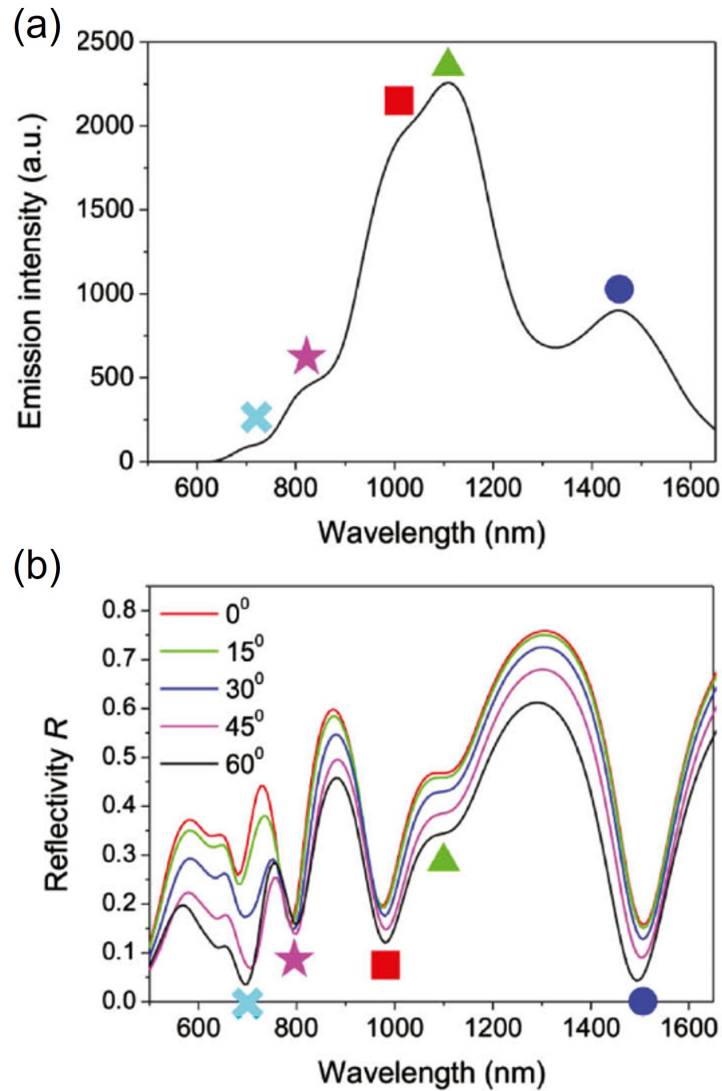 (a)
2500
2000
1500
1000
500
0
Emission intensity (a.u.)
600 800 1000 1200 1400 1600
Wavelength (nm)
(b)
0.8
0.7
0.6
0.5
0.4
0.3
0.2
0.1
0.0
Reflectivity R
0⁰
15⁰
30⁰
45⁰
60⁰
600 800 1000 1200 1400 1600
Wavelength (nm)